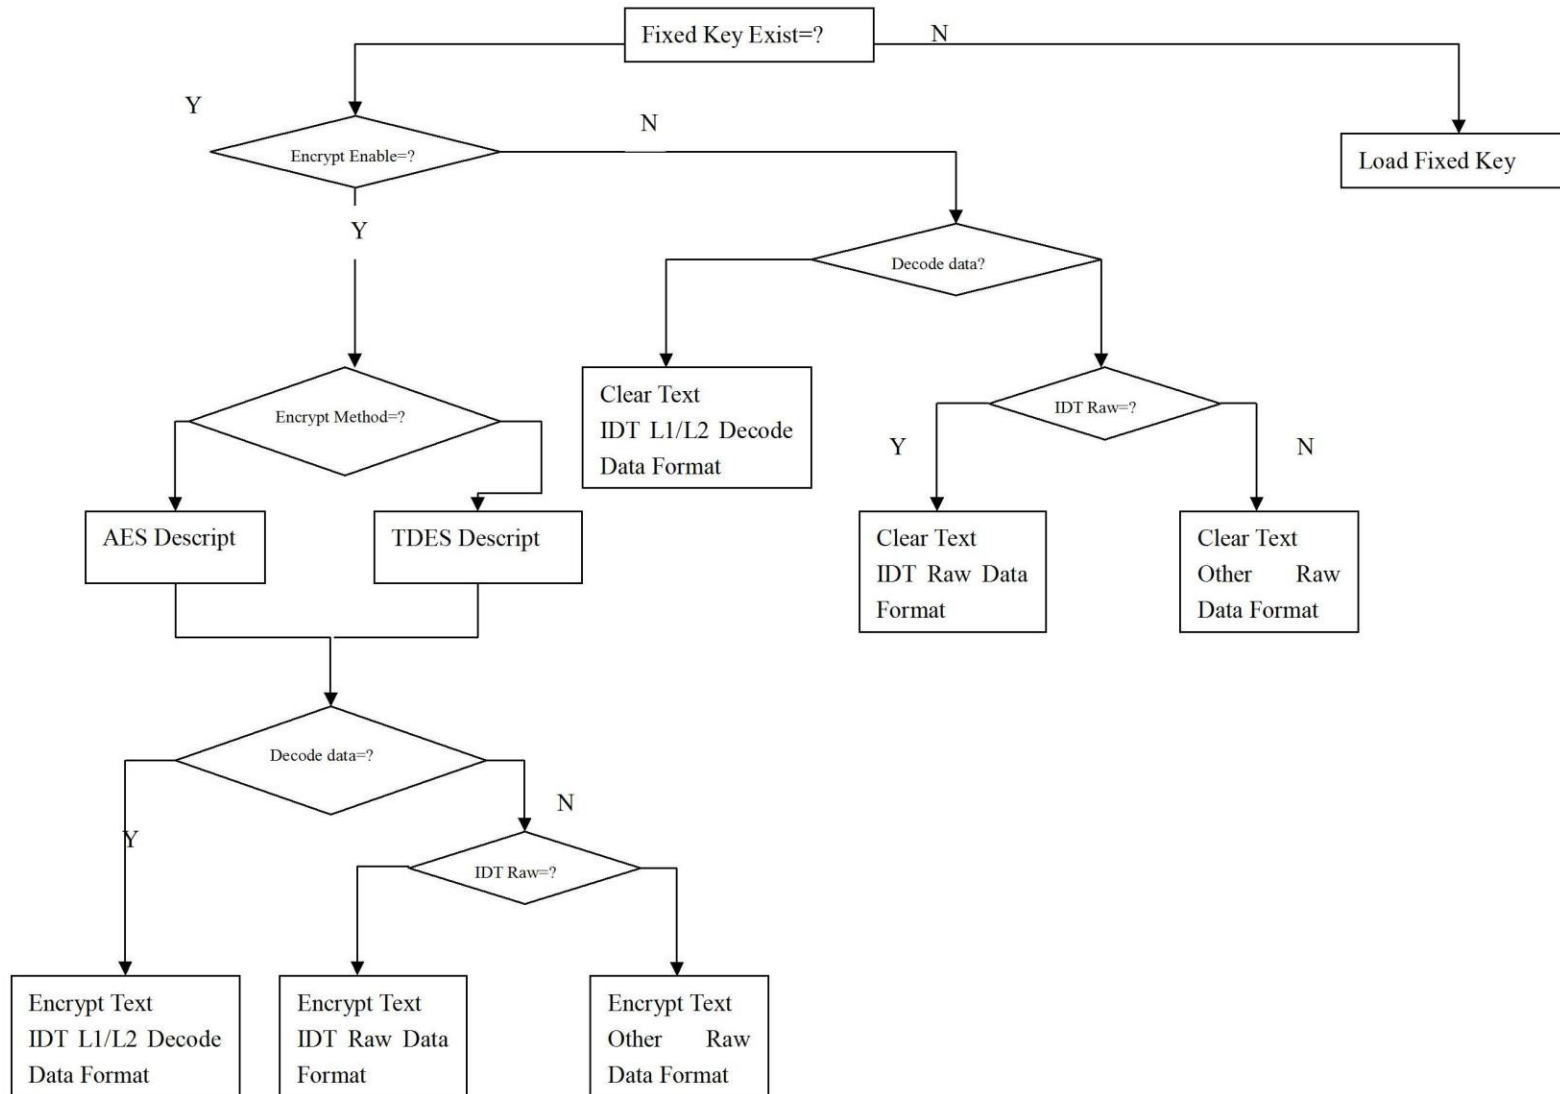 Fixed Key Exist=?
N
Y
N
Encrypt Enable=?
Load Fixed Key
Y
Decode data?
Clear Text
IDT L1/L2 Decode
Data Format
IDT Raw=?
Encrypt Method=?
Y
N
AES Descript
TDES Descript
Clear Text
IDT Raw Data
Format
Clear Text
Other Raw
Data Format
Decode data=?
N
Y
IDT Raw=?
Encrypt Text
IDT L1/L2 Decode
Data Format
Encrypt Text
IDT Raw Data
Format
Encrypt Text
Other Raw
Data Format